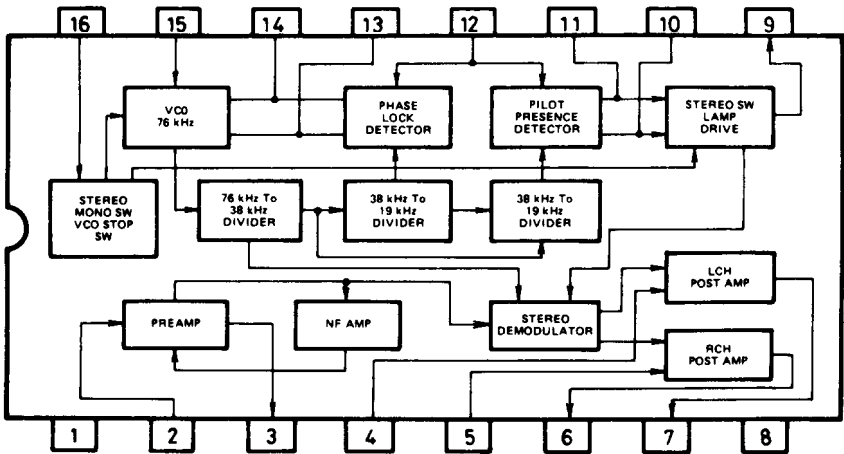 16 15 14 13 12 11 10 9
VCO
76 kHz
PHASE
LOCK
DETECTOR
PILOT
PRESENCE
DETECTOR
STEREO SW
LAMP
DRIVE
STEREO
MONO SW
VCO STOP
SW
76 kHz To
38 kHz
DIVIDER
38 kHz To
19 kHz
DIVIDER
38 kHz To
19 kHz
DIVIDER
PREAMP
NF AMP
STEREO
DEMODULATOR
LCH
POST AMP
RCH
POST AMP
1 2 3 4 5 6 7 8